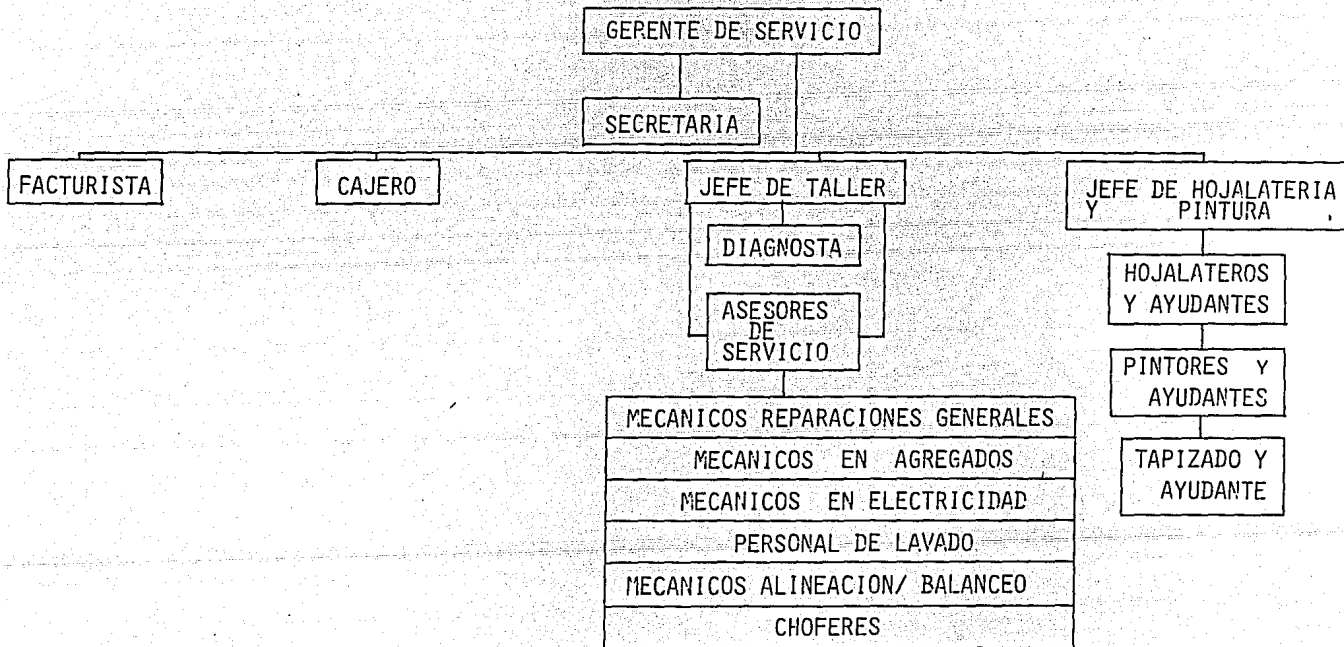 GERENTE DE SERVICIO
SECRETARIA
FACTURISTA
CAJERO
JEFE DE TALLER
DIAGNOSTA
ASESORES
DE
SERVICIO
MECANICOS REPARACIONES GENERALES
MECANICOS EN AGREGADOS
MECANICOS EN ELECTRICIDAD
PERSONAL DE LAVADO
MECANICOS ALINEACION/ BALANCEO
CHOFERES
JEFE DE HOJALATERIA
Y PINTURA
HOJALATEROS
Y AYUDANTES
PINTORES Y
AYUDANTES
TAPIZADO Y
AYUDANTE